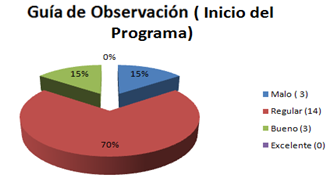 Guía de Observación ( Inicio del
Programa)
0%
15%
15%
70%
Malo ( 3)
Regular (14)
Bueno (3)
Excelente (0)